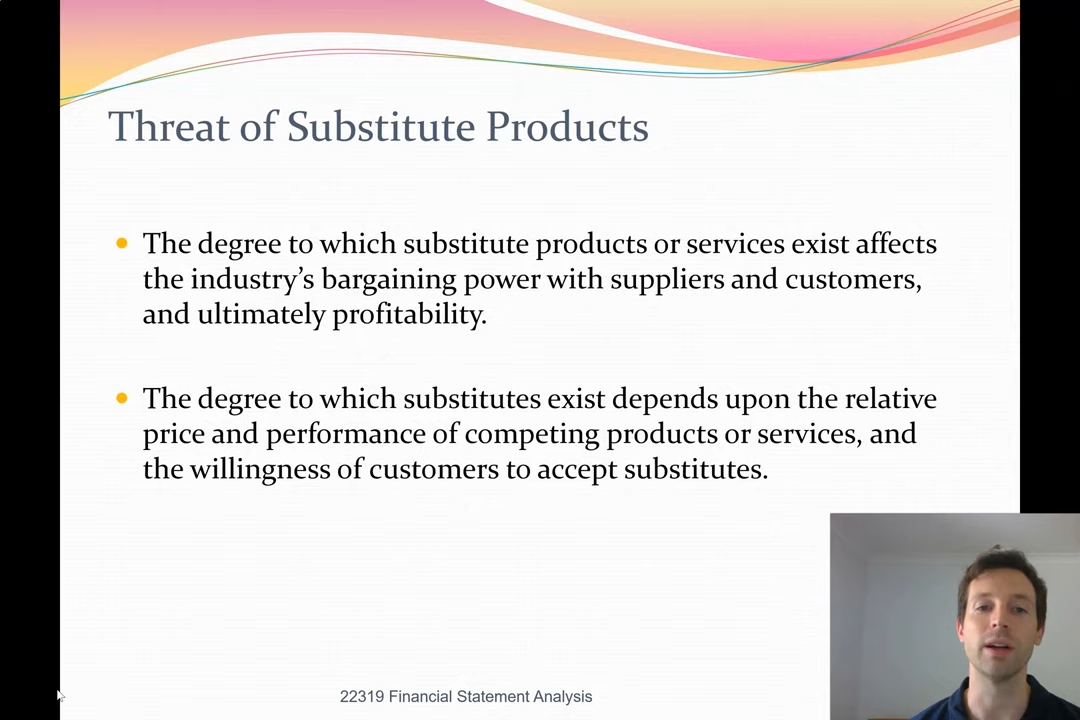 Threat of Substitute Products
The degree to which substitute products or services exist affects
the industry’s bargaining power with suppliers and customers,
and ultimately profitability.
The degree to which substitutes exist depends upon the relative
price and performance of competing products or services, and
the willingness of customers to accept substitutes.
22319 Financial Statement Analysis